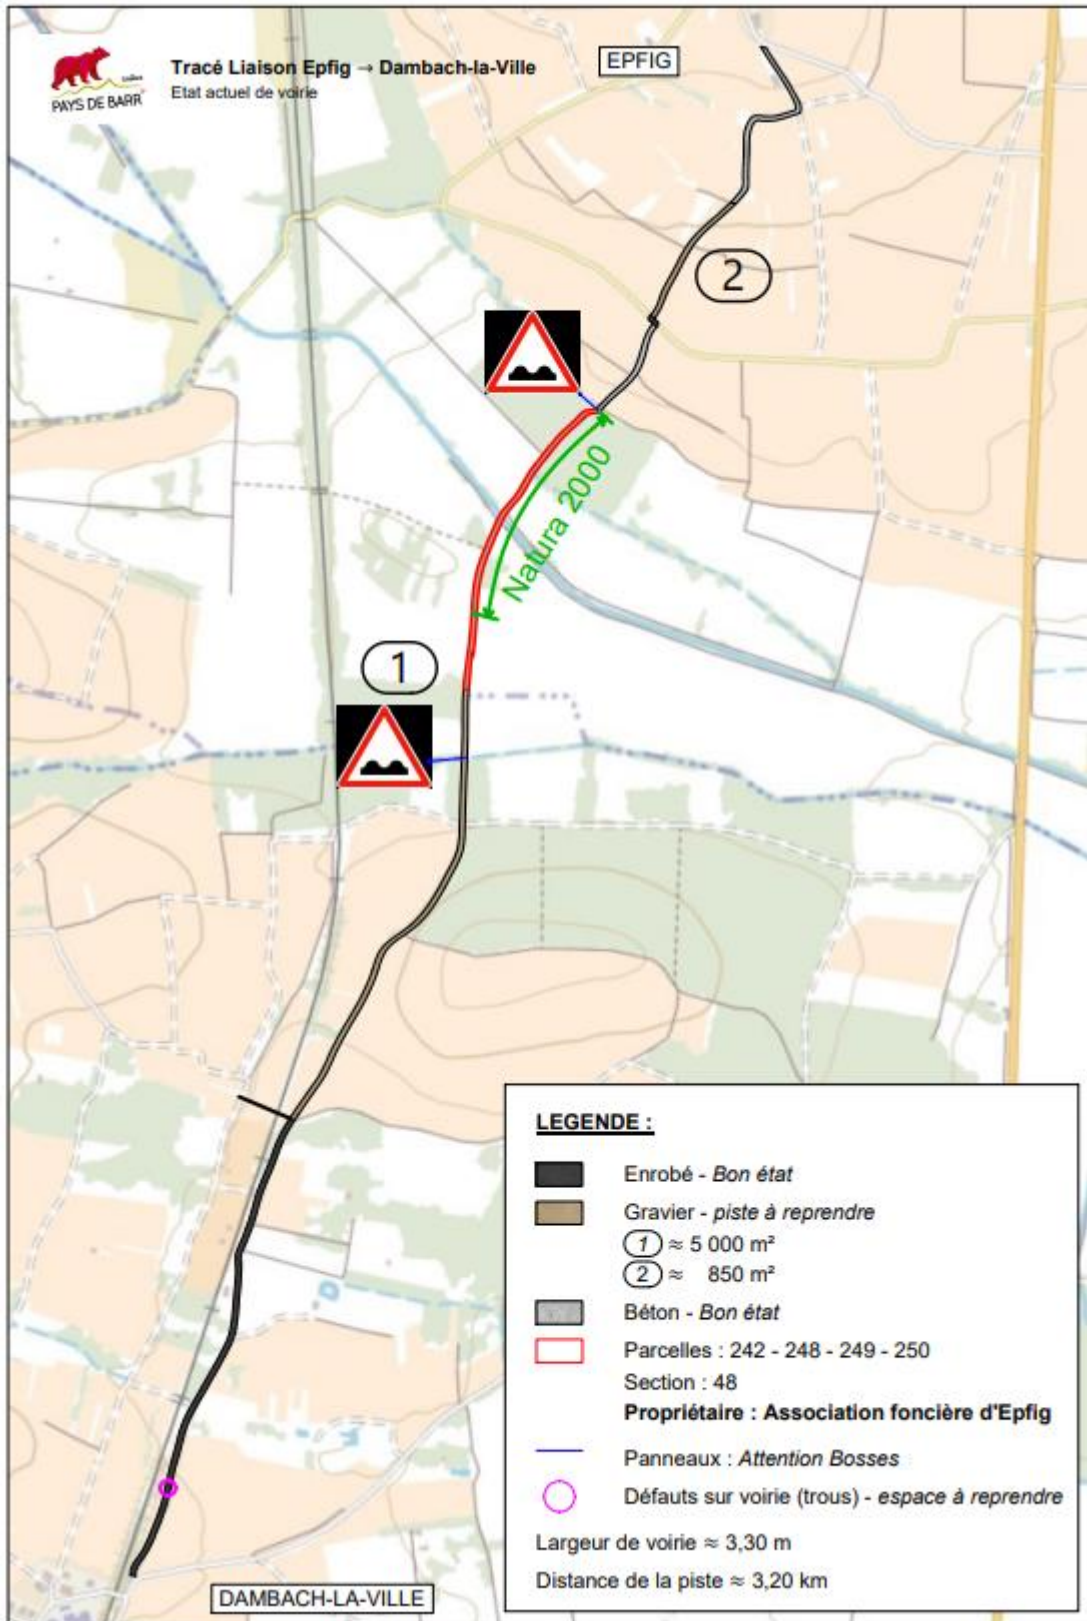 Tracé Liaison Epfig → Dambach-la-Ville
Etat actuel de voirie
PAYS DE BARR
EPFIG
2
Natura 2000
1
LEGENDE :
Enrobé - Bon état
Gravier - piste à reprendre
1 ≈ 5 000 m²
2 ≈ 850 m²
Béton - Bon état
Parcelles : 242 - 248 - 249 - 250
Section : 48
Propriétaire : Association foncière d'Epfig
Panneaux : Attention Bosses
Défauts sur voirie (trous) - espace à reprendre
Largeur de voirie ≈ 3,30 m
Distance de la piste ≈ 3,20 km
DAMBACH-LA-VILLE